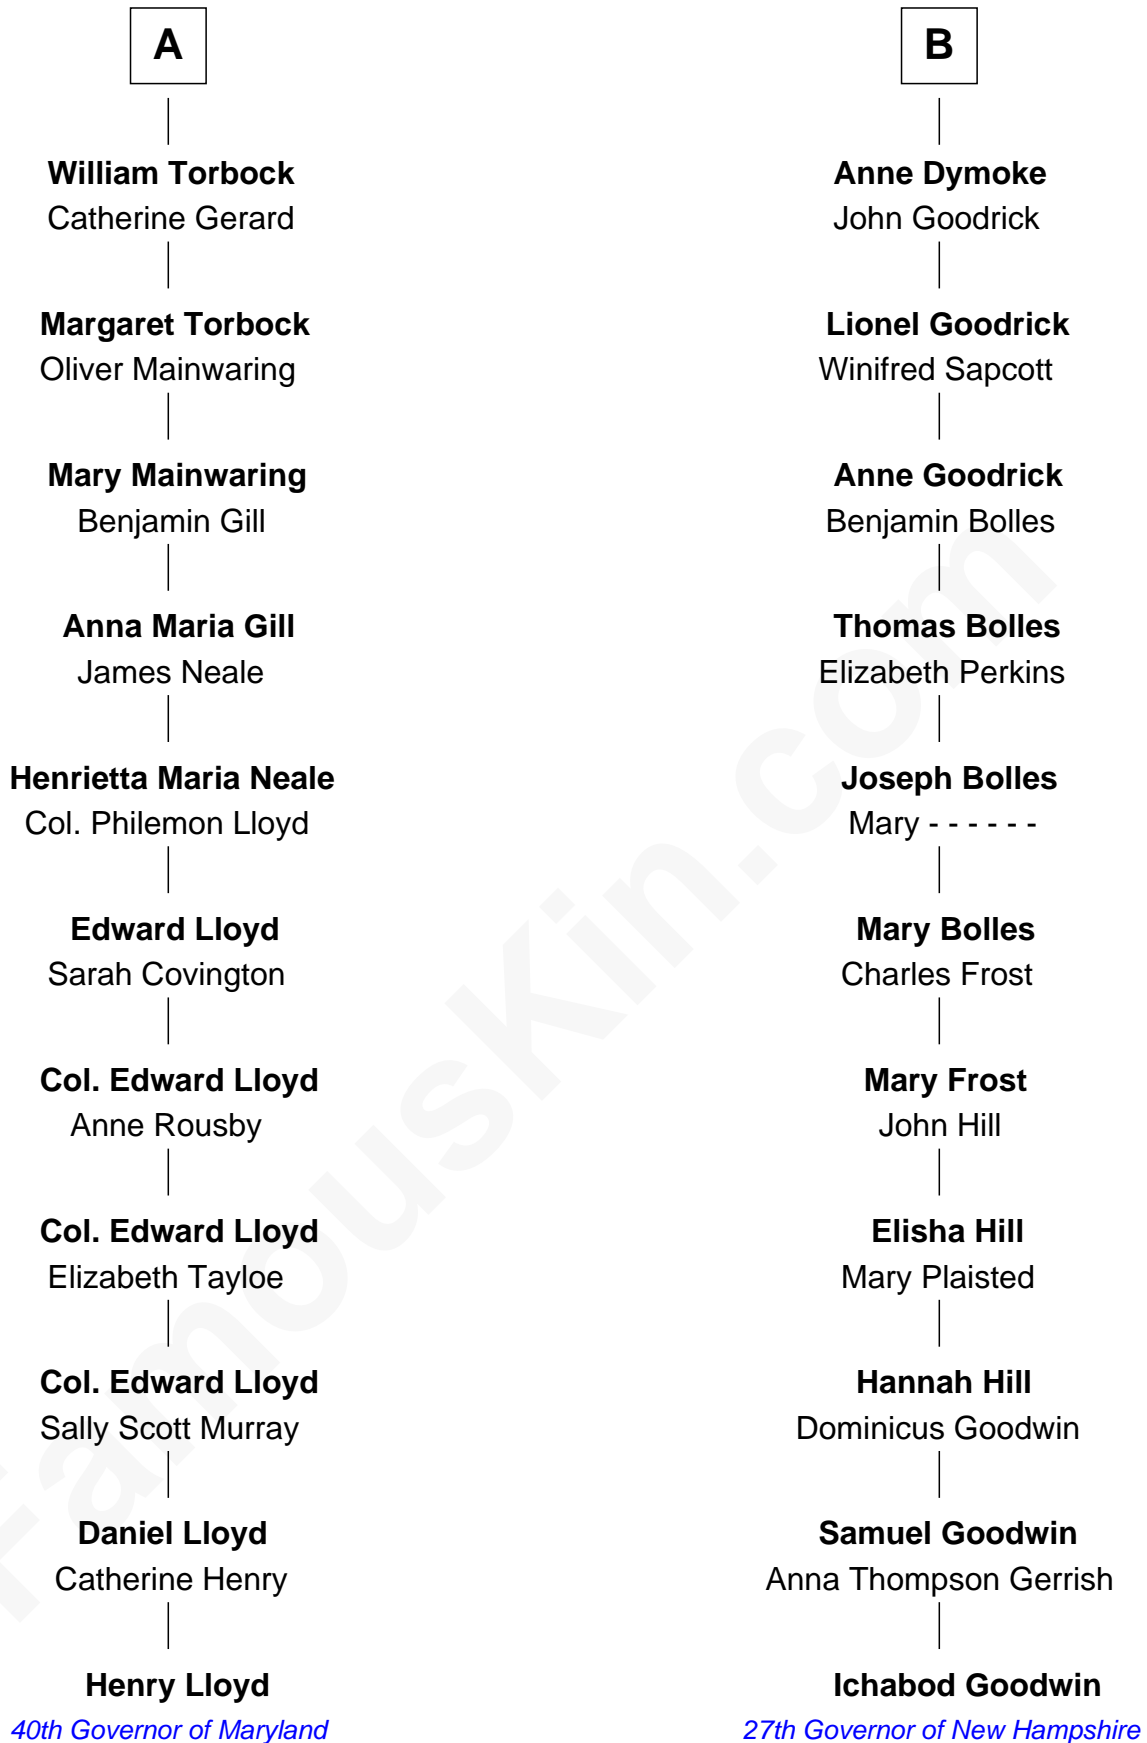 A
William Torbock
Catherine Gerard
Margaret Torbock
Oliver Mainwaring
Mary Mainwaring
Benjamin Gill
Anna Maria Gill
James Neale
Henrietta Maria Neale
Col. Philemon Lloyd
Edward Lloyd
Sarah Covington
Col. Edward Lloyd
Anne Rousby
Col. Edward Lloyd
Elizabeth Tayloe
Col. Edward Lloyd
Sally Scott Murray
Daniel Lloyd
Catherine Henry
Henry Lloyd
40th Governor of Maryland
B
Anne Dymoke
John Goodrick
Lionel Goodrick
Winifred Sapcott
Anne Goodrick
Benjamin Bolles
Thomas Bolles
Elizabeth Perkins
Joseph Bolles
Mary - - - - - -
Mary Bolles
Charles Frost
Mary Frost
John Hill
Elisha Hill
Mary Plaisted
Hannah Hill
Dominicus Goodwin
Samuel Goodwin
Anna Thompson Gerrish
Ichabod Goodwin
27th Governor of New Hampshire
FamousKin.com